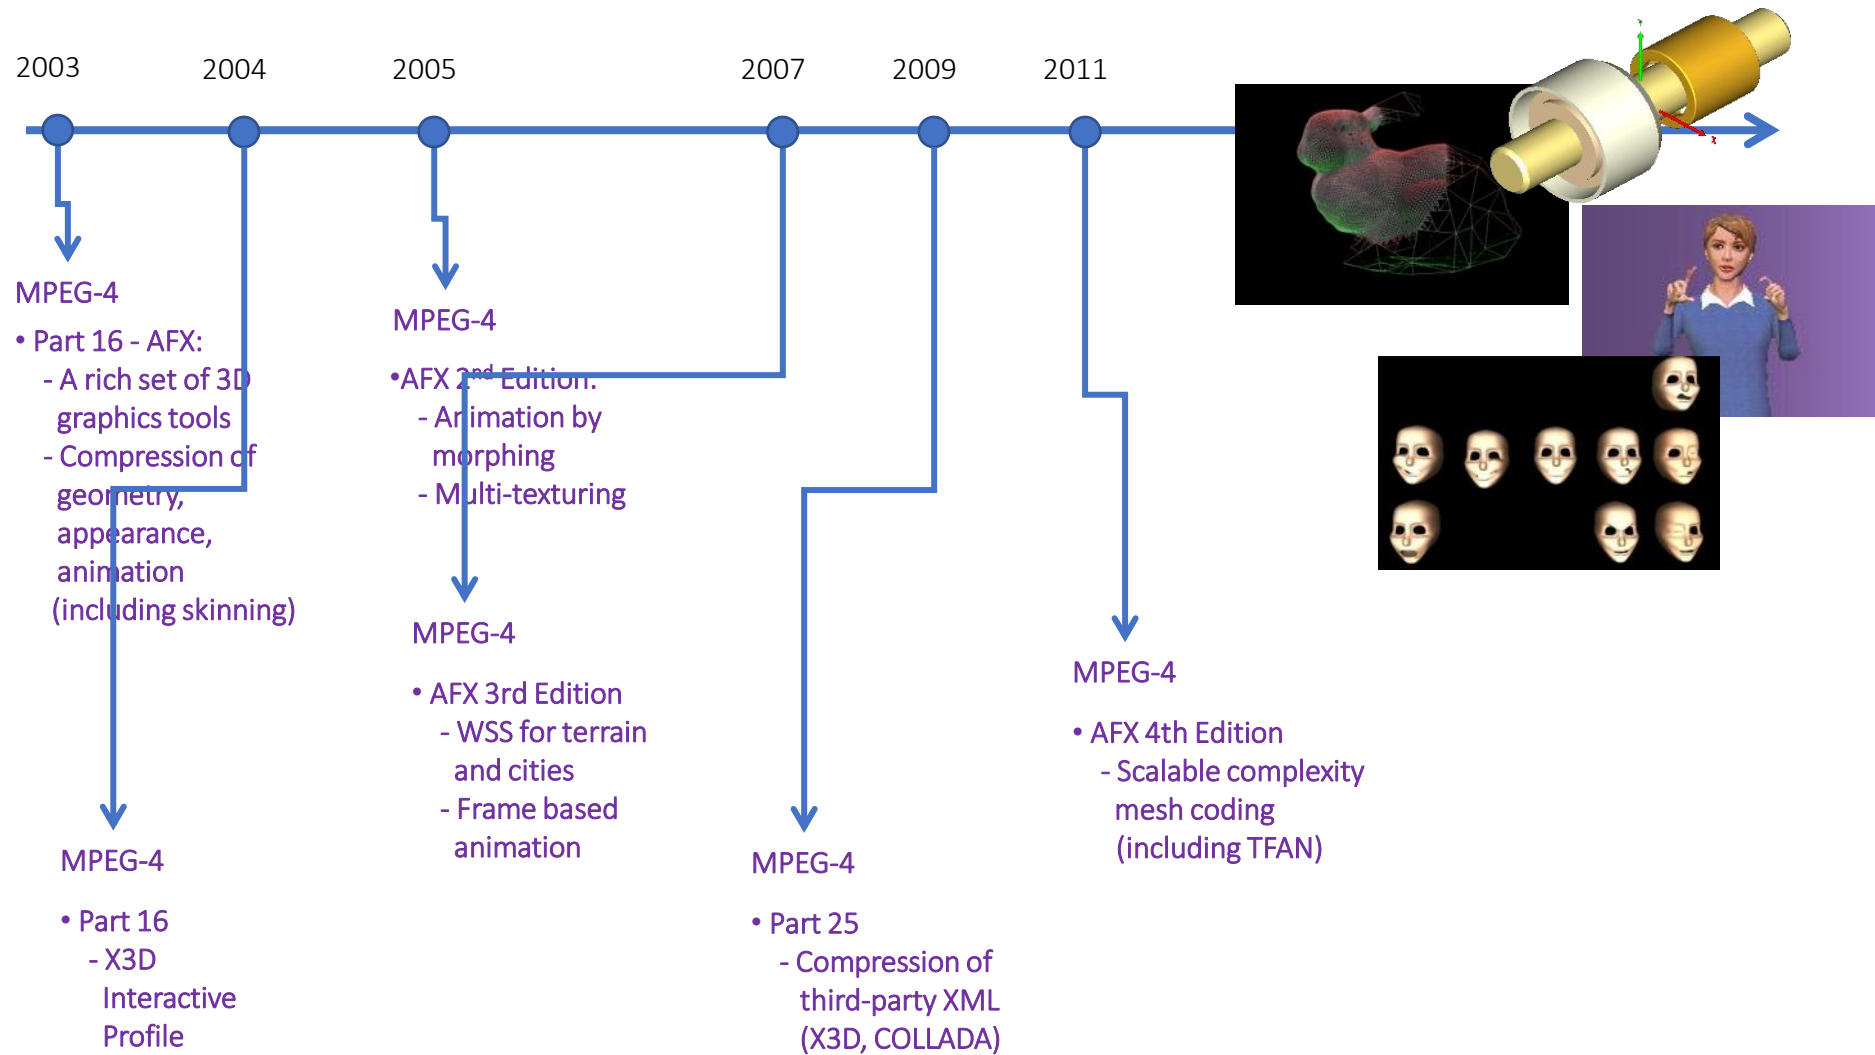 2003
2004
2005
2007
2009
2011
MPEG-4
• Part 16 - AFX:
- A rich set of 3D
graphics tools
- Compression of
geometry,
appearance,
animation
(including skinning)
MPEG-4
• Part 16
- X3D
Interactive
Profile
MPEG-4
•AFX 2nd Edition:
- Animation by
morphing
- Multi-texturing
MPEG-4
• AFX 3rd Edition
- WSS for terrain
and cities
- Frame based
animation
MPEG-4
• Part 25
- Compression of
third-party XML
(X3D, COLLADA)
MPEG-4
• AFX 4th Edition
- Scalable complexity
mesh coding
(including TFAN)